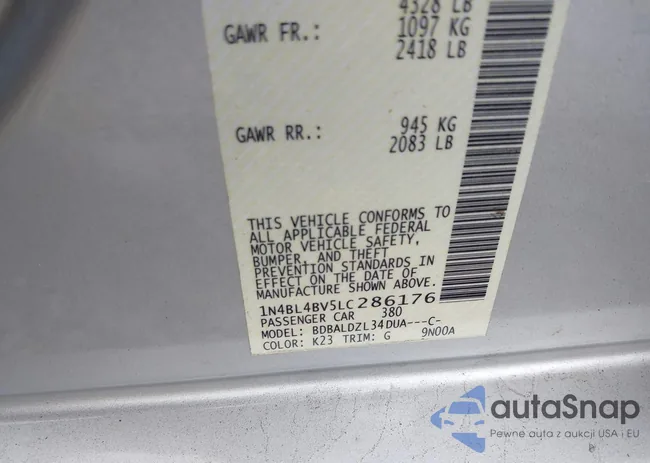 4328 LB
GAWR FR.: 1097 KG
2418 LB
GAWR RR.: 945 KG
2083 LB
THIS VEHICLE CONFORMS TO
ALL APPLICABLE FEDERAL
MOTOR VEHICLE SAFETY,
BUMPER, AND THEFT
PREVENTION STANDARDS IN
EFFECT ON THE DATE OF
MANUFACTURE SHOWN ABOVE.
1N4BL4BV5LC286176
PASSENGER CAR 380
MODEL: BDBALDZL34DUA---C-
COLOR: K23 TRIM: G 9N00A
autaSnap
Pewne auta z aukcji USA i EU